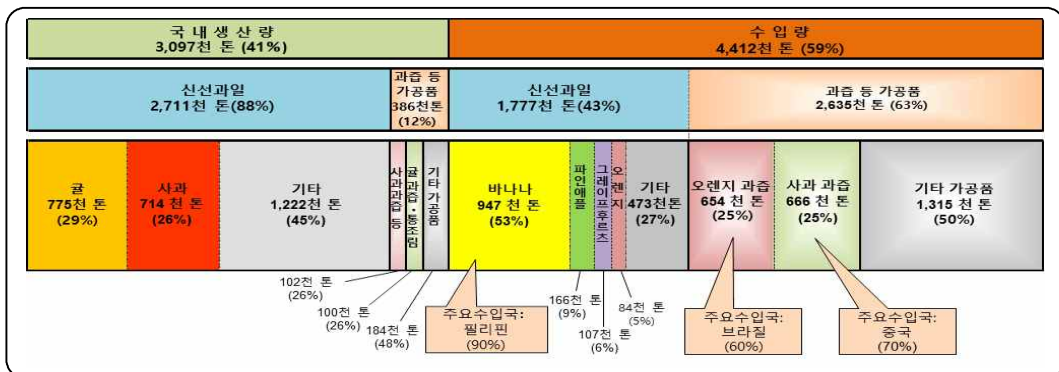 국내생산량
3,097천 톤 (41%)
수입량
4,412천 톤 (59%)
신선과일
2,711천 톤(88%)
과즙 등
가공품
386천톤
(12%)
신선과일
1,777천 톤(43%)
과즙 등 가공품
2,635천 톤 (63%)
귤
775천 톤
(29%)
사과
714 천 톤
(26%)
기타
1,222천 톤
(45%)
사과과즙 등
귤과즙·통조림
기타 가공품
바나나
947 천 톤
(53%)
파인애플
그레이프후르츠
오렌지
기타
473천톤
(27%)
오렌지 과즙
654 천 톤
(25%)
사과 과즙
666 천 톤
(25%)
기타 가공품
1,315 천 톤
(50%)
102천 톤
(26%)
100천 톤
(26%)
184천 톤
(48%)
주요수입국:
필리핀
(90%)
166천 톤
(9%)
107천 톤
(6%)
84천 톤
(5%)
주요수입국:
브라질
(60%)
주요수입국:
중국
(70%)